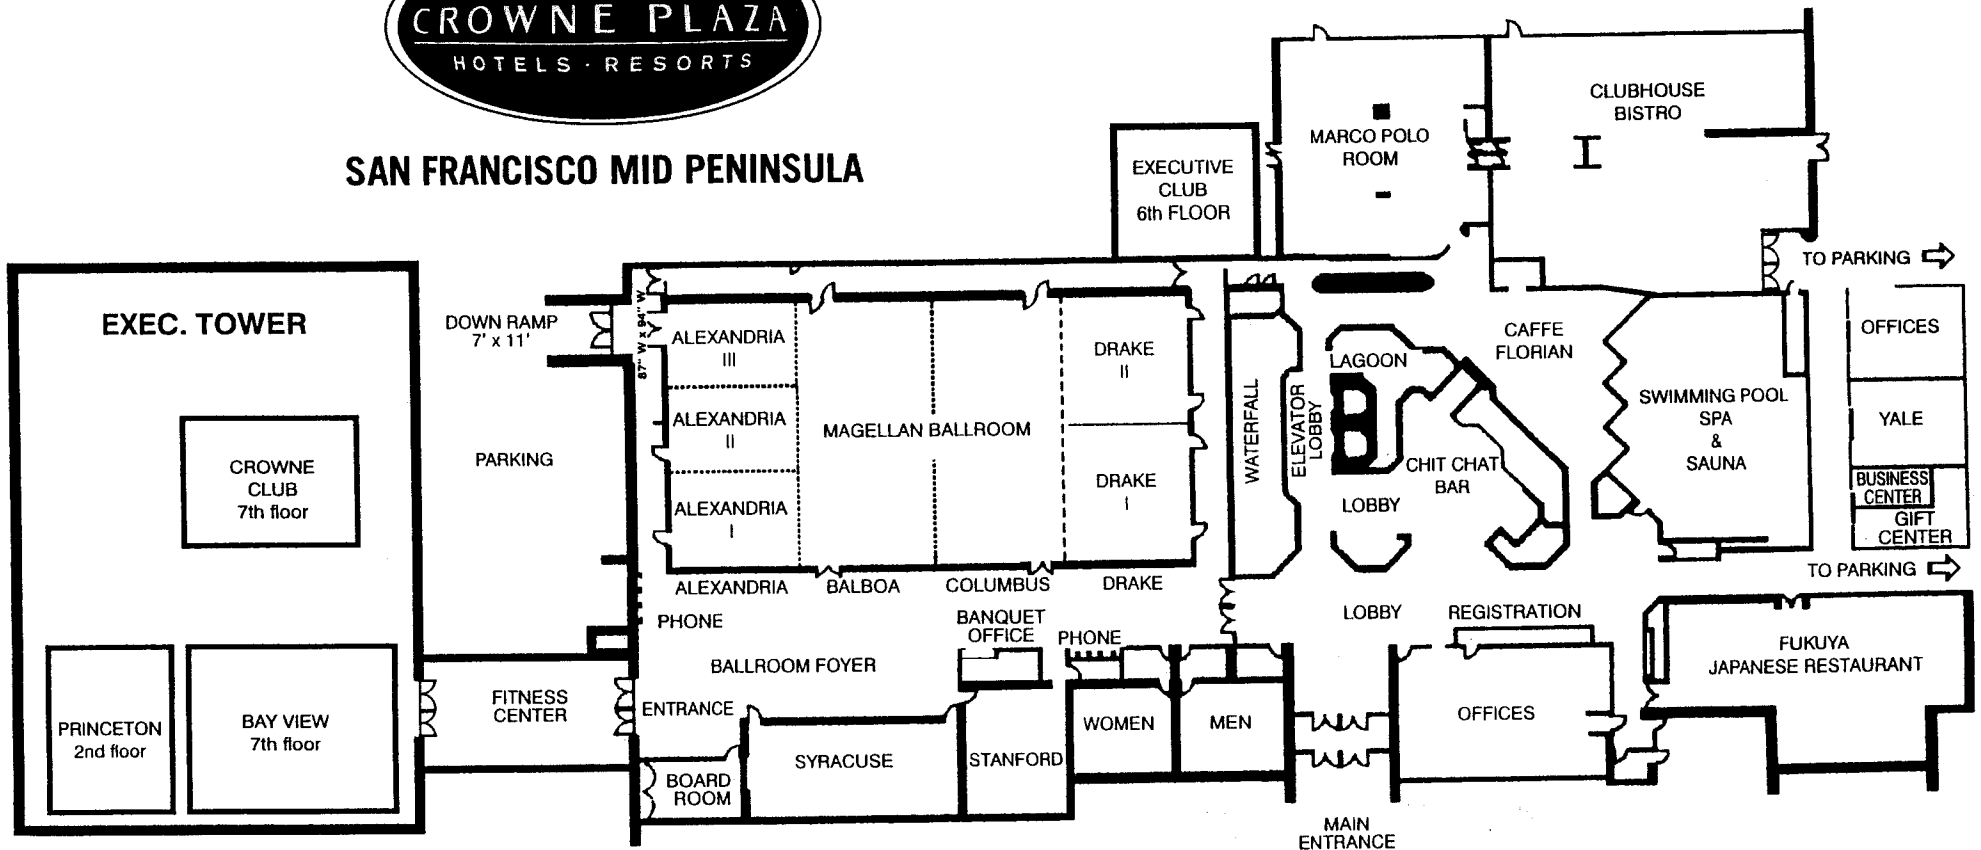 CROWNE PLAZA
HOTELS · RESORTS
SAN FRANCISCO MID PENINSULA
EXEC. TOWER
CROWNE
CLUB
7th floor
PRINCETON
2nd floor
BAY VIEW
7th floor
DOWN RAMP
7' x 11'
87" W x 94" W
PARKING
FITNESS
CENTER
ALEXANDRIA
III
ALEXANDRIA
II
ALEXANDRIA
I
MAGELLAN BALLROOM
DRAKE
II
DRAKE
I
ALEXANDRIA
BALBOA
COLUMBUS
DRAKE
PHONE
BALLROOM FOYER
ENTRANCE
BANQUET
OFFICE
PHONE
BOARD
ROOM
SYRACUSE
STANFORD
WOMEN
MEN
EXECUTIVE
CLUB
6th FLOOR
MARCO POLO
ROOM
CLUBHOUSE
BISTRO
TO PARKING
WATERFALL
ELEVATOR
LOBBY
LAGOON
CAFFE
FLORIAN
CHIT CHAT
BAR
LOBBY
SWIMMING POOL
SPA
&
SAUNA
OFFICES
YALE
BUSINESS
CENTER
GIFT
CENTER
TO PARKING
LOBBY
REGISTRATION
OFFICES
FUKUYA
JAPANESE RESTAURANT
MAIN
ENTRANCE